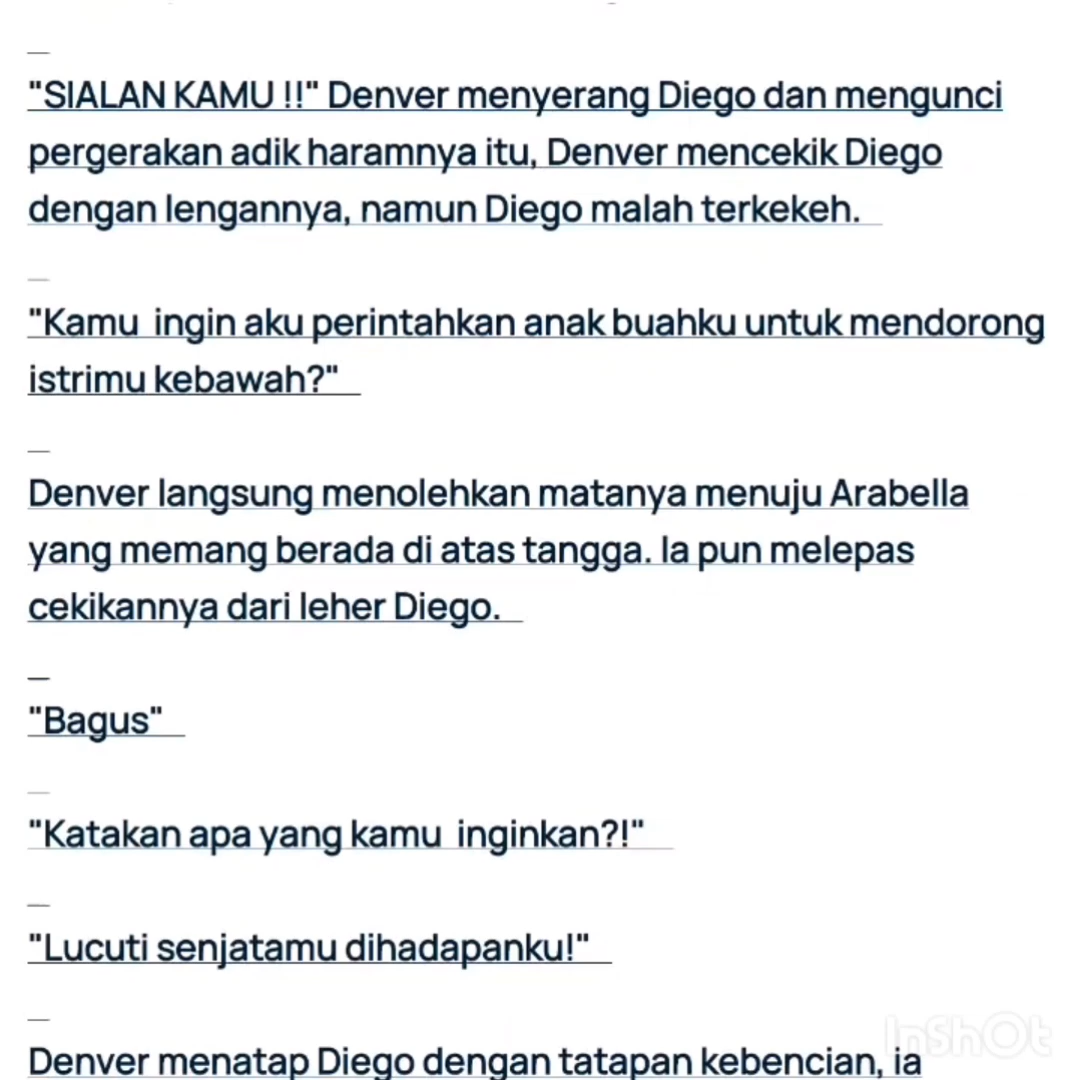 "SIALAN KAMU !!" Denver menyerang Diego dan mengunci
pergerakan adik haramnya itu, Denver mencekik Diego
dengan lengannya, namun Diego malah terkekeh.
"Kamu  ingin aku perintahkan anak buahku untuk mendorong
istrimu kebawah?"
Denver langsung menolehkan matanya menuju Arabella
yang memang berada di atas tangga. Ia pun melepas
cekikannya dari leher Diego.
"Bagus"
"Katakan apa yang kamu  inginkan?!"
"Lucuti senjatamu dihadapanku!"
Denver menatap Diego dengan tatapan kebencian, ia
InShOt